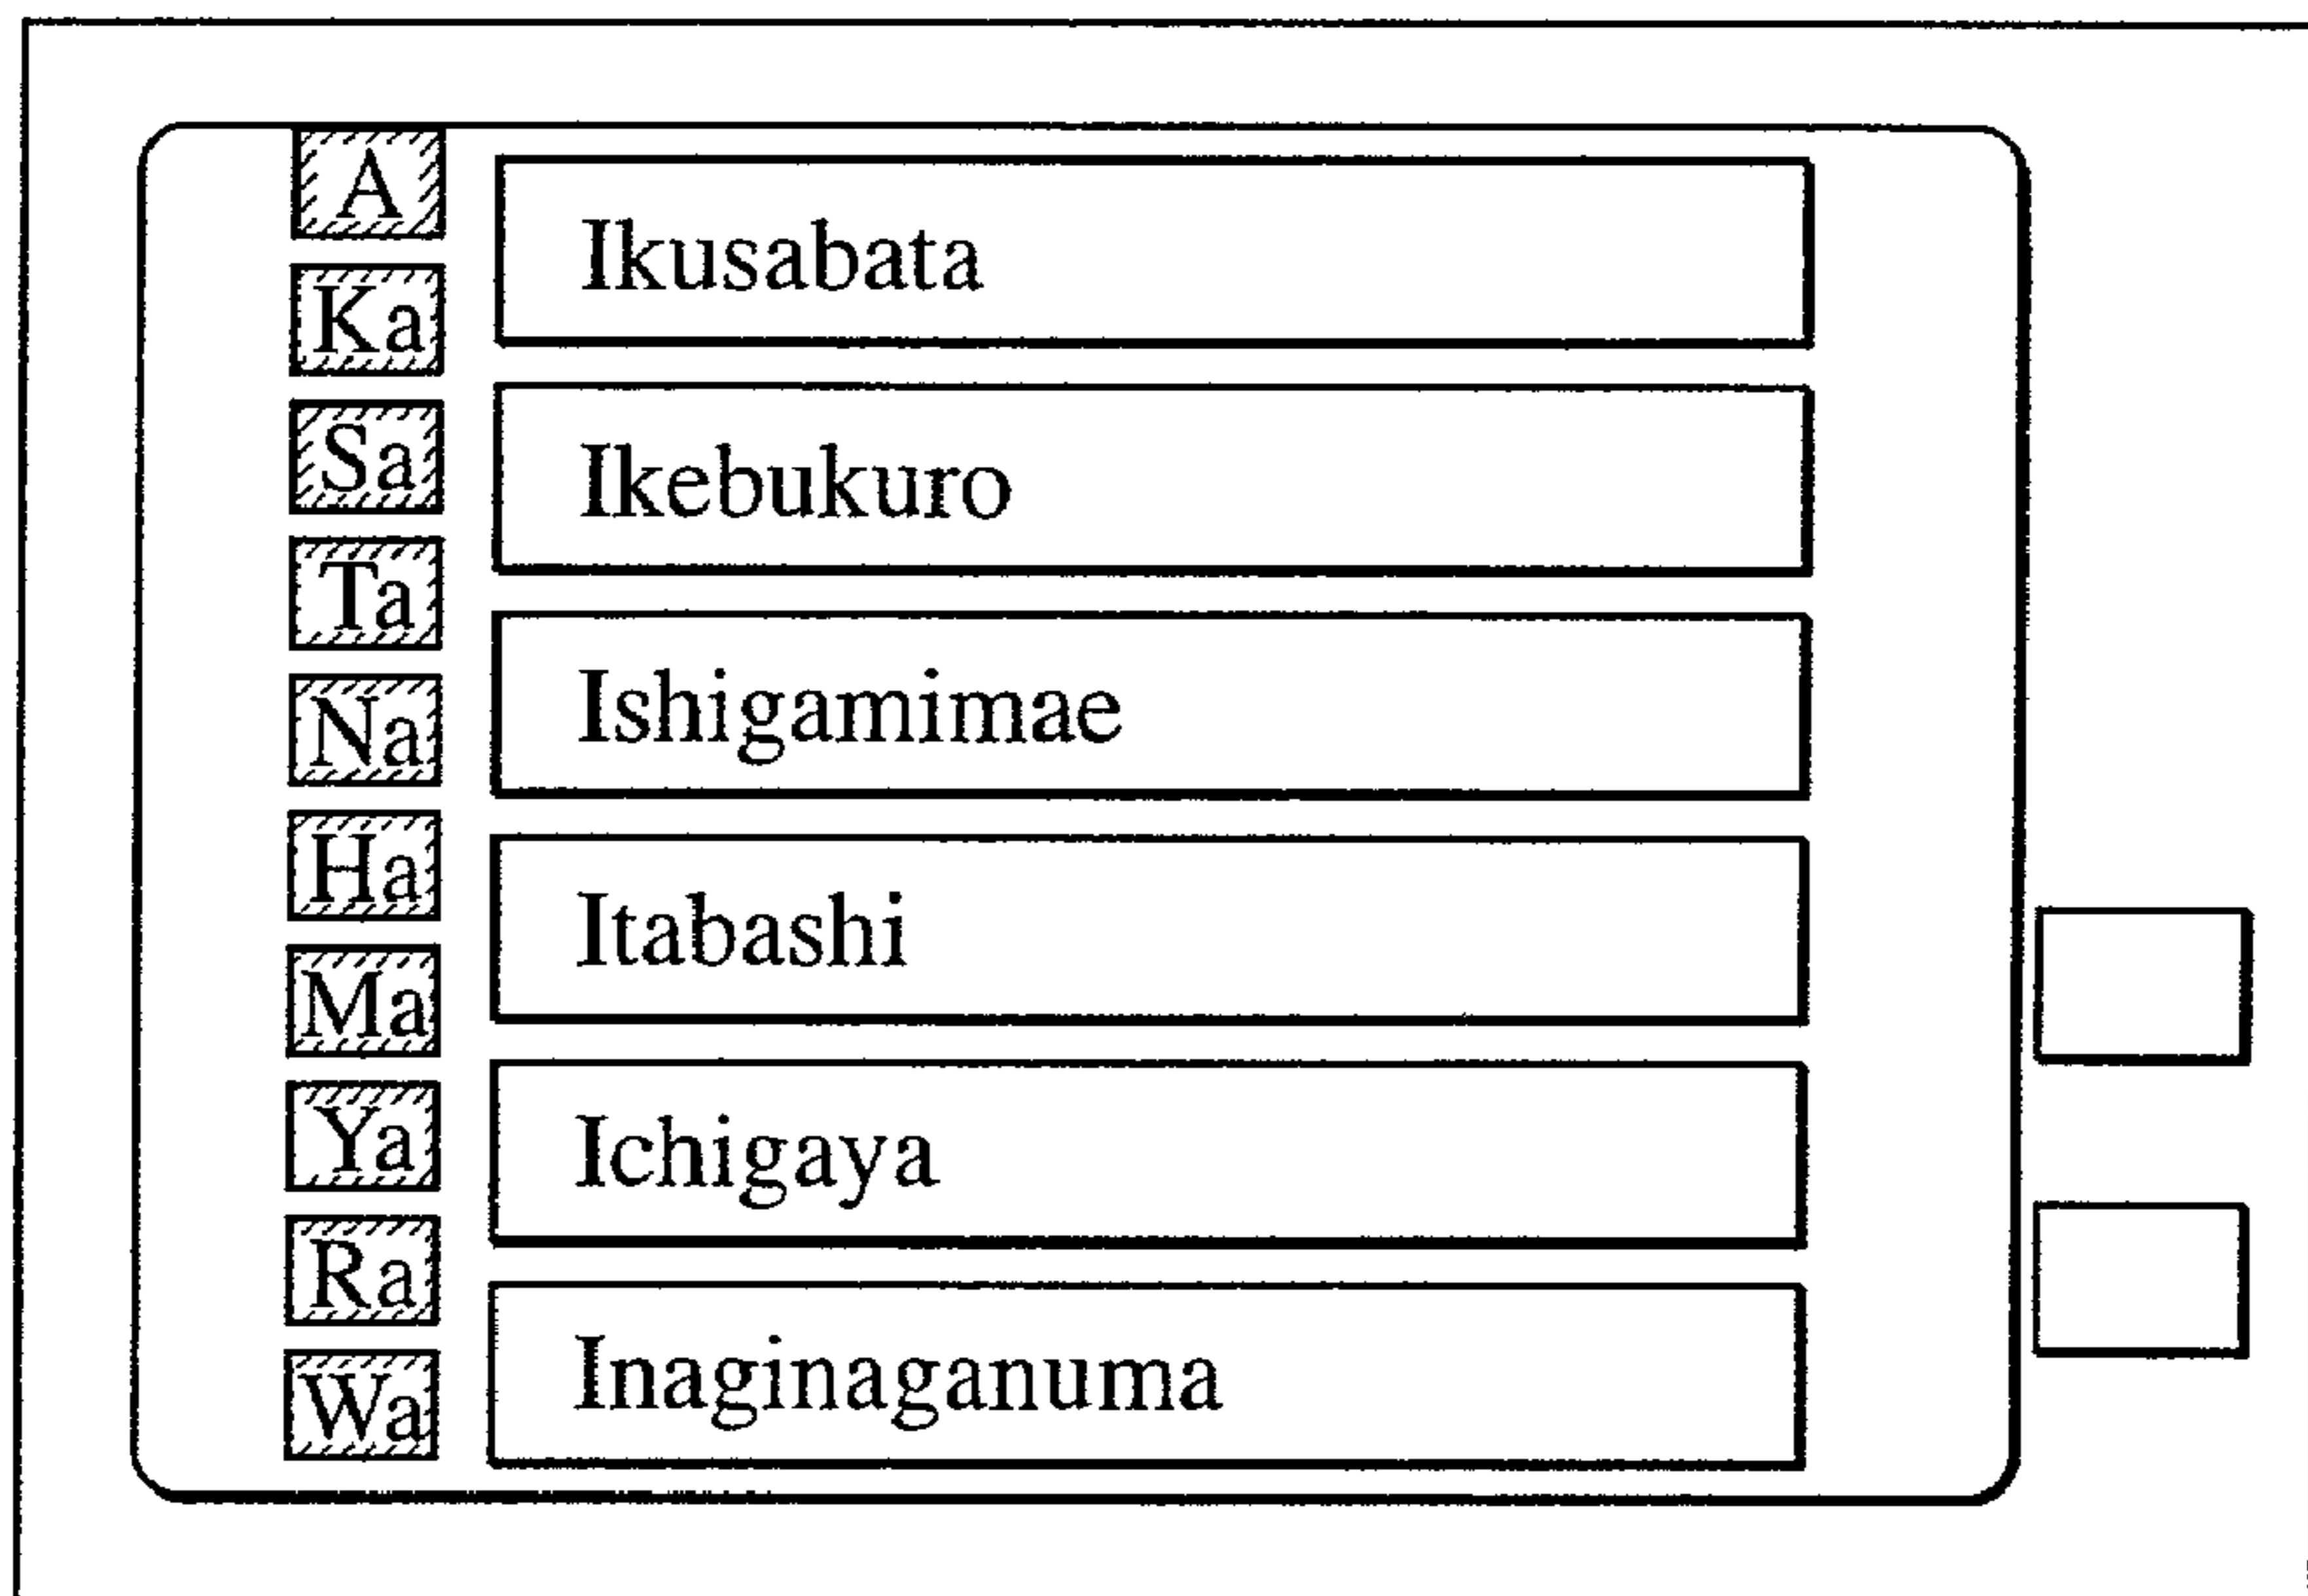 A
Ka
Sa
Ta
Na
Ha
Ma
Ya
Ra
Wa
Ikusabata
Ikebukuro
Ishigamimae
Itabashi
Ichigaya
Inaginaganuma